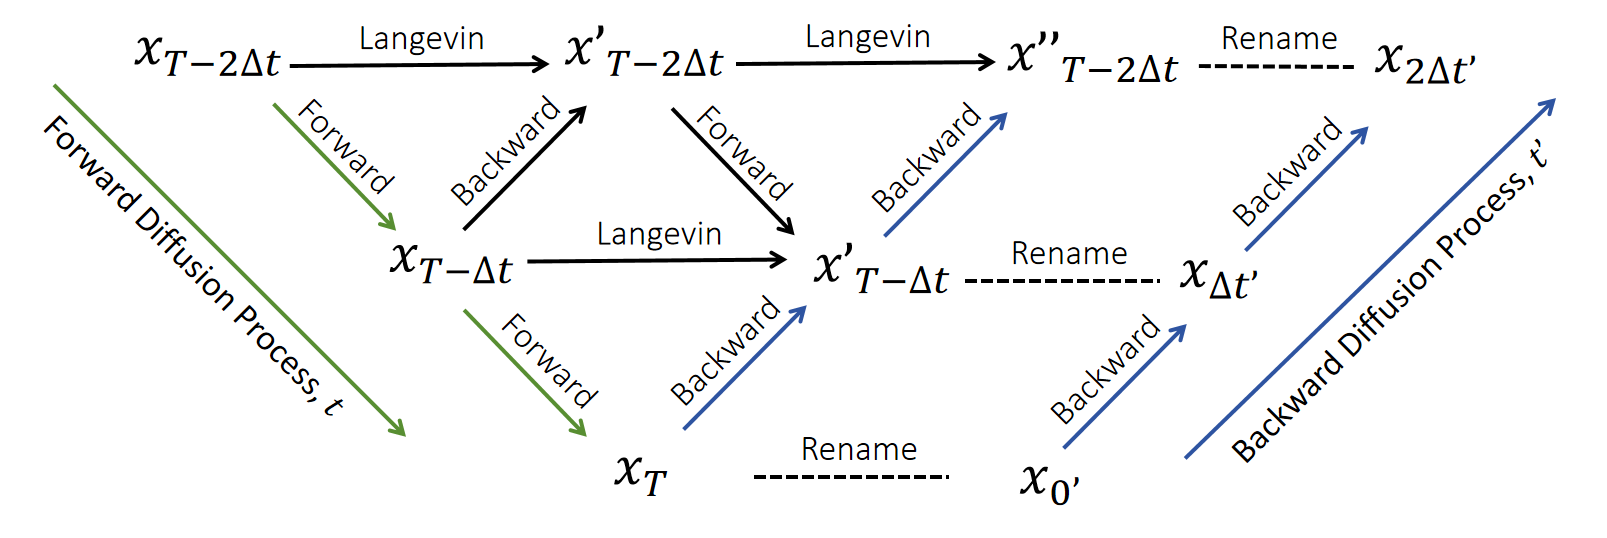 Langevin
Langevin
Rename
x_{T−2Δt}
x'_{T−2Δt}
x''_{T−2Δt}
x_{2Δt'}
Forward
Backward
Forward
Backward
Backward
Forward Diffusion Process, t
Backward Diffusion Process, t'
Langevin
Rename
x_{T−Δt}
x'_{T−Δt}
x_{Δt'}
Forward
Backward
Backward
Rename
x_T
x_{0'}